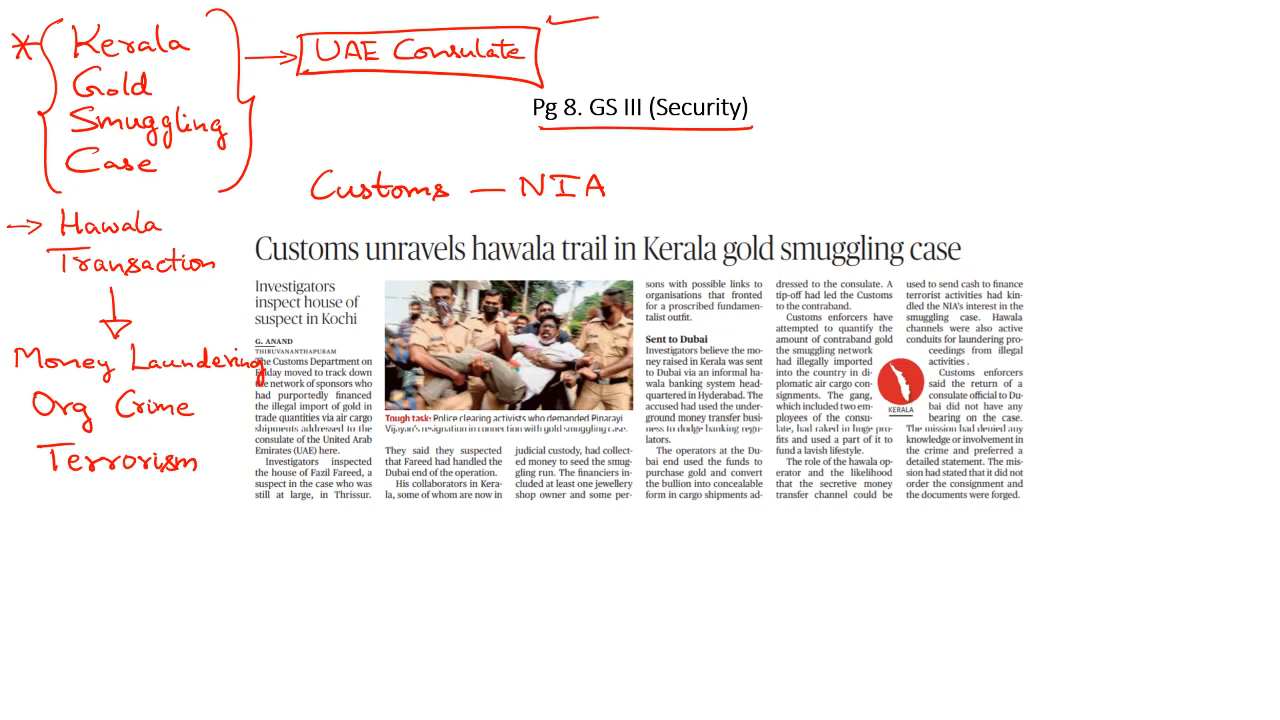 * Kerala
Gold
Smuggling
Case
UAE Consulate
Pg 8. GS III (Security)
Customs — NIA
→ Hawala
Transaction
Money Laundering
Org Crime
Terrorism
Customs unravels hawala trail in Kerala gold smuggling case
Investigators
inspect house of
suspect in Kochi
G. ANAND
THIRUVANANTHAPURAM
The Customs Department on
Friday moved to track down
the network of sponsors who
had purportedly financed
the illegal import of gold in
trade quantities via air cargo
shipments addressed to the
consulate of the United Arab
Emirates (UAE) here.
Investigators inspected
the house of Fazil Fareed, a
suspect in the case who was
still at large, in Thrissur.
Tough task: Police clearing activists who demanded Pinarayi
Vijayan's resignation in connection with gold smuggling case.
They said they suspected
that Fareed had handled the
Dubai end of the operation.
His collaborators in Kera-
la, some of whom are now in
judicial custody, had collect-
ed money to seed the smug-
gling run. The financiers in-
cluded at least one jewellery
shop owner and some per-
sons with possible links to
organisations that fronted
for a proscribed fundamen-
talist outfit.
Sent to Dubai
Investigators believe the mo-
ney raised in Kerala was sent
to Dubai via an informal ha-
wala banking system head-
quartered in Hyderabad. The
accused had used the under-
ground money transfer busi-
ness to dodge banking regu-
lators.
The operators at the Du-
bai end used the funds to
purchase gold and convert
the bullion into concealable
form in cargo shipments ad-
dressed to the consulate. A
tip-off had led the Customs
to the contraband.
Customs enforcers have
attempted to quantify the
amount of contraband gold
the smuggling network
had illegally imported
into the country in di-
plomatic air cargo con-
signments. The gang,
which included two em-
ployees of the consu-
late, had raked in huge pro-
fits and used a part of it to
fund a lavish lifestyle.
The role of the hawala op-
erator and the likelihood
that the secretive money
transfer channel could be
used to send cash to finance
terrorist activities had kin-
dled the NIA's interest in the
smuggling case. Hawala
channels were also active
conduits for laundering pro-
ceedings from illegal
activities .
KERALA
Customs enforcers
said the return of a
consulate official to Du-
bai did not have any
bearing on the case.
The mission had denied any
knowledge or involvement in
the crime and preferred a
detailed statement. The mis-
sion had stated that it did not
order the consignment and
the documents were forged.